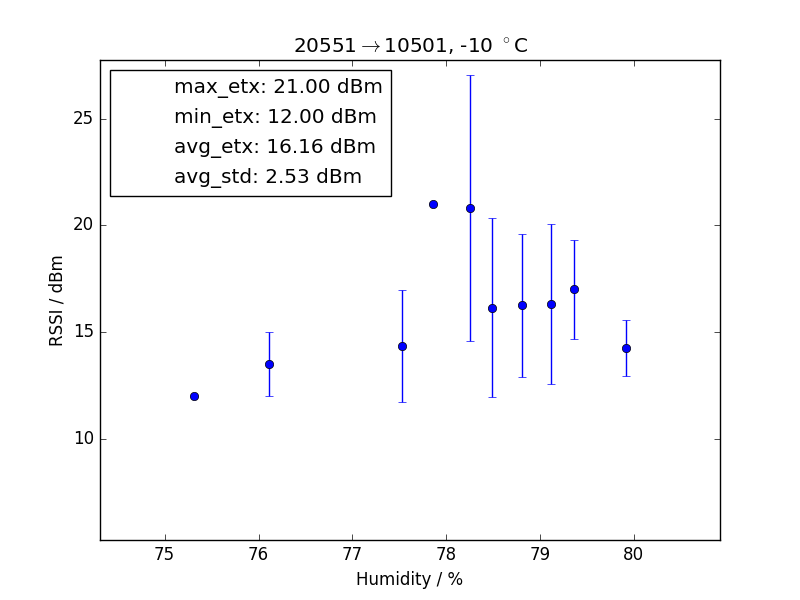 20551→10501, -10 °C
max_etx: 21.00 dBm
min_etx: 12.00 dBm
avg_etx: 16.16 dBm
avg_std: 2.53 dBm
RSSI / dBm
25
20
15
10
75 76 77 78 79 80
Humidity / %